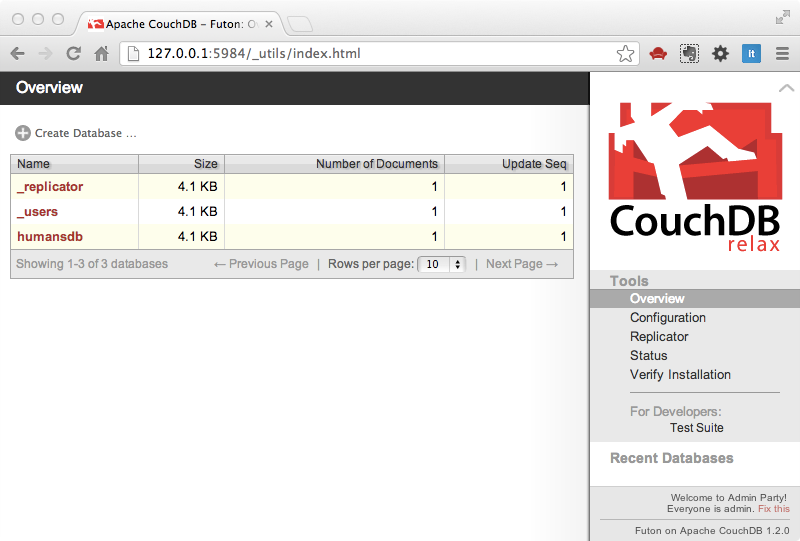 Apache CouchDB - Futon: Ov
127.0.0.1:5984/_utils/index.html
lt
Overview
Create Database ...
Name Size Number of Documents Update Seq
_replicator 4.1 KB 1 1
_users 4.1 KB 1 1
humansdb 4.1 KB 1 1
Showing 1-3 of 3 databases ← Previous Page | Rows per page: 10 | Next Page →
CouchDB
relax
Tools
Overview
Configuration
Replicator
Status
Verify Installation
For Developers:
Test Suite
Recent Databases
Welcome to Admin Party!
Everyone is admin. Fix this
Futon on Apache CouchDB 1.2.0